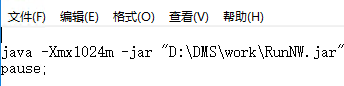 文件(F) 编辑(E) 格式(O) 查看(V) 帮助(H)
java -Xmx1024m -jar "D:\DMS\work\RunNW.jar"
pause;